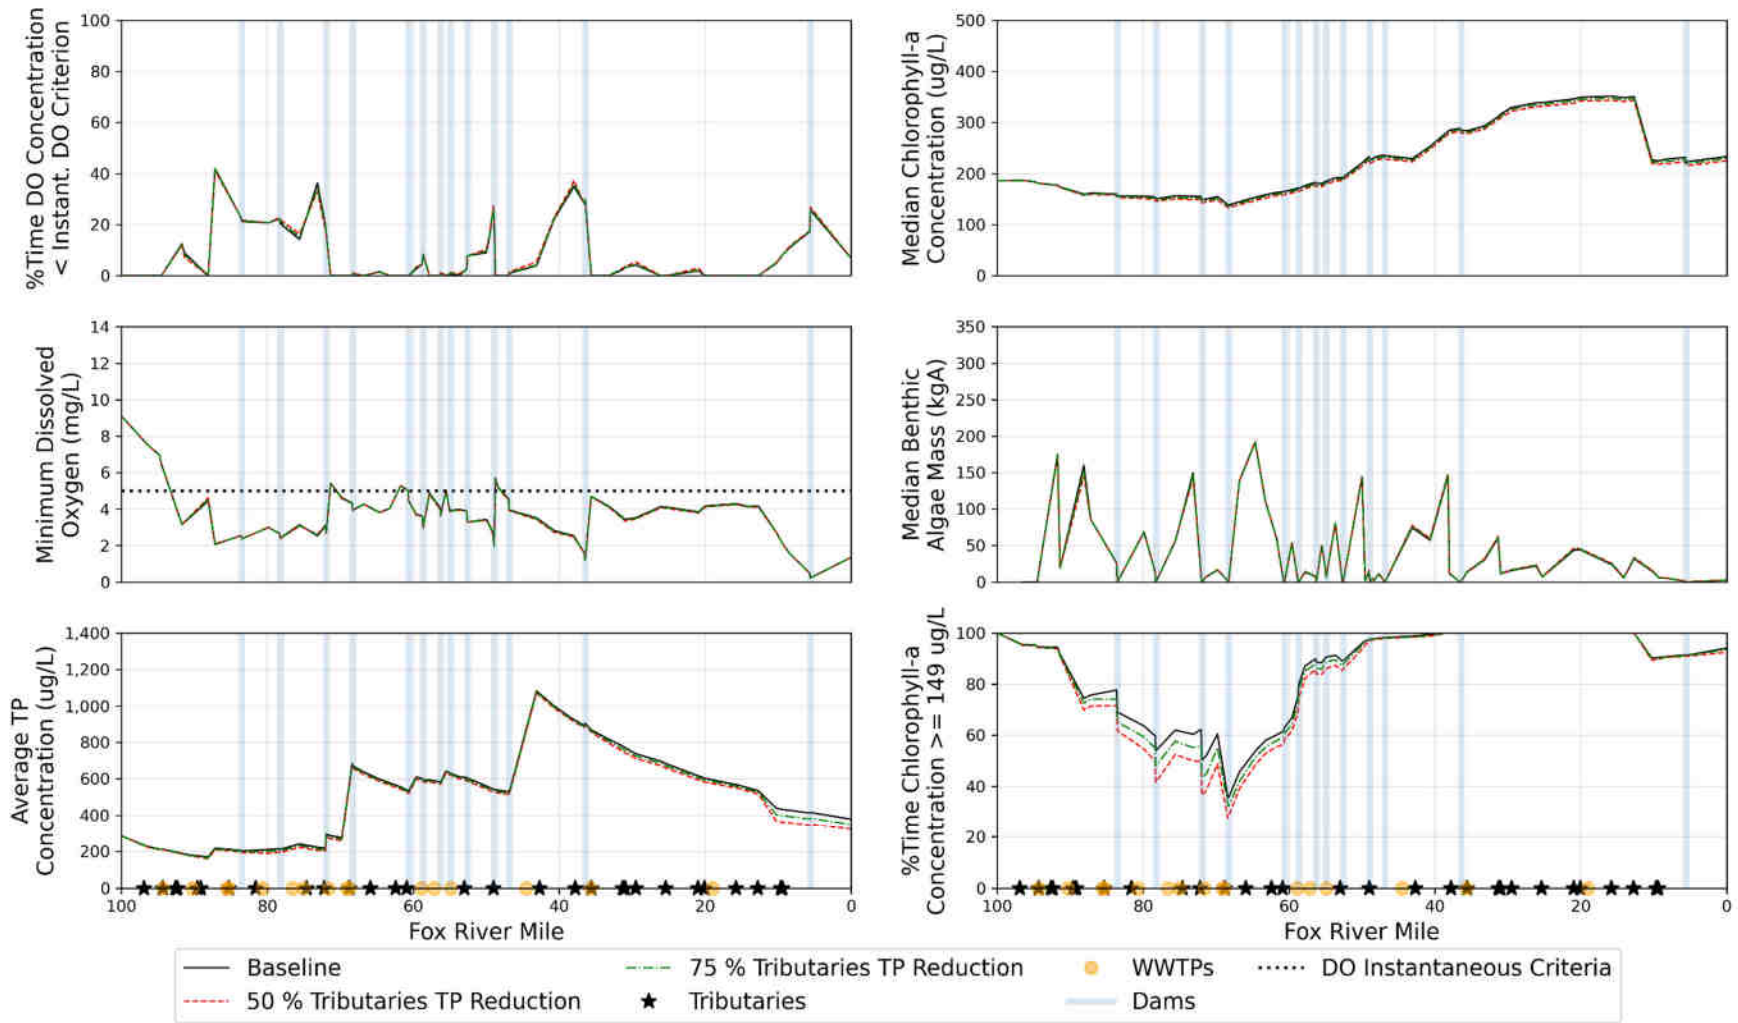 %Time DO Concentration
< Instant. DO Criterion
100
80
60
40
20
0
Median Chlorophyll-a
Concentration (ug/L)
500
400
300
200
100
0
Minimum Dissolved
Oxygen (mg/L)
14
12
10
8
6
4
2
0
Median Benthic
Algae Mass (kgA)
350
300
250
200
150
100
50
0
Average TP
Concentration (ug/L)
1,400
1,200
1,000
800
600
400
200
0
100 80 60 40 20 0
Fox River Mile
%Time Chlorophyll-a
Concentration >= 149 ug/L
100
80
60
40
20
0
100 80 60 40 20 0
Fox River Mile
Baseline 75 % Tributaries TP Reduction WWTPs DO Instantaneous Criteria
50 % Tributaries TP Reduction Tributaries Dams